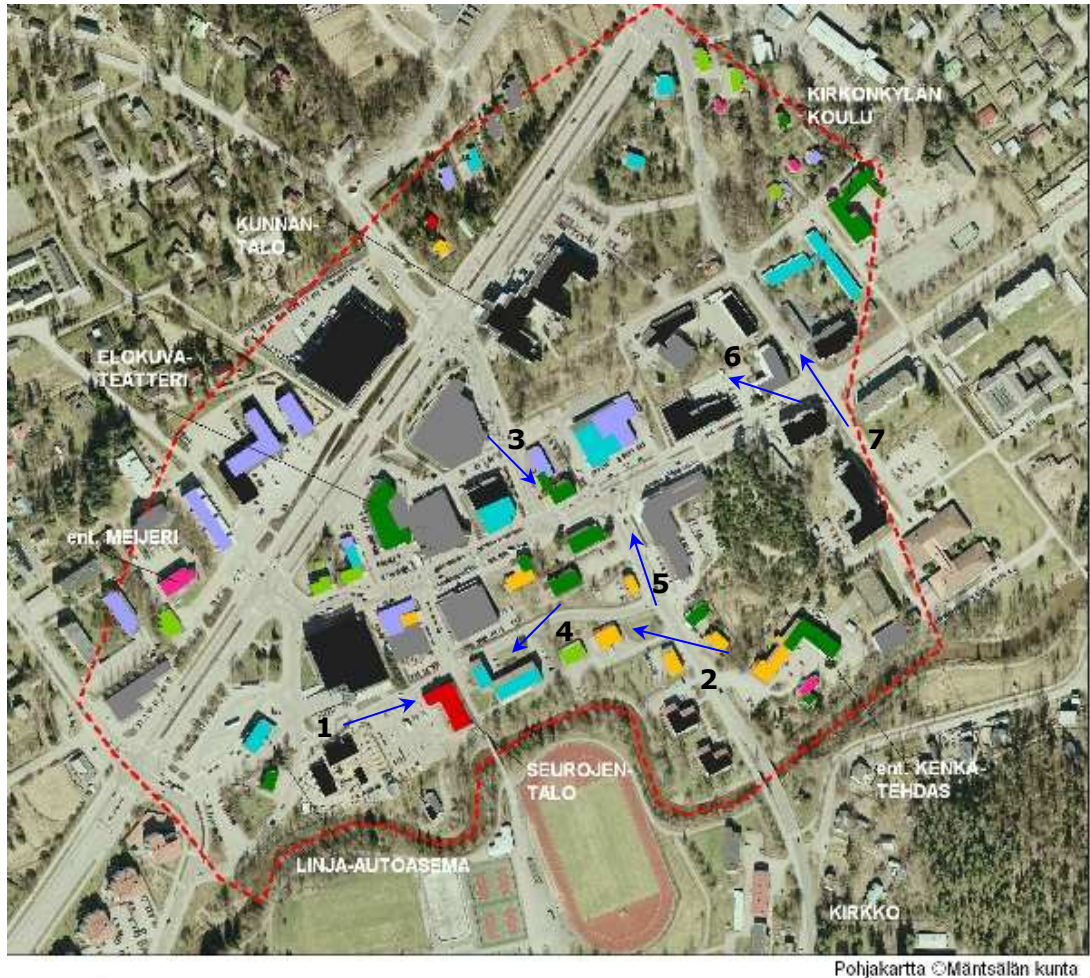 KIRKONKYLÄN
KOULU
KUNNAN-
TALO
ELOKUVA-
TEATTERI
6
3
7
ent. MEIJERI
5
4
2
1
SEUROJEN-
TALO
ent. KENKÄ-
TEHDAS
LINJA-AUTOASEMA
KIRKKO
Pohjakartta ©Mäntsälän kunta